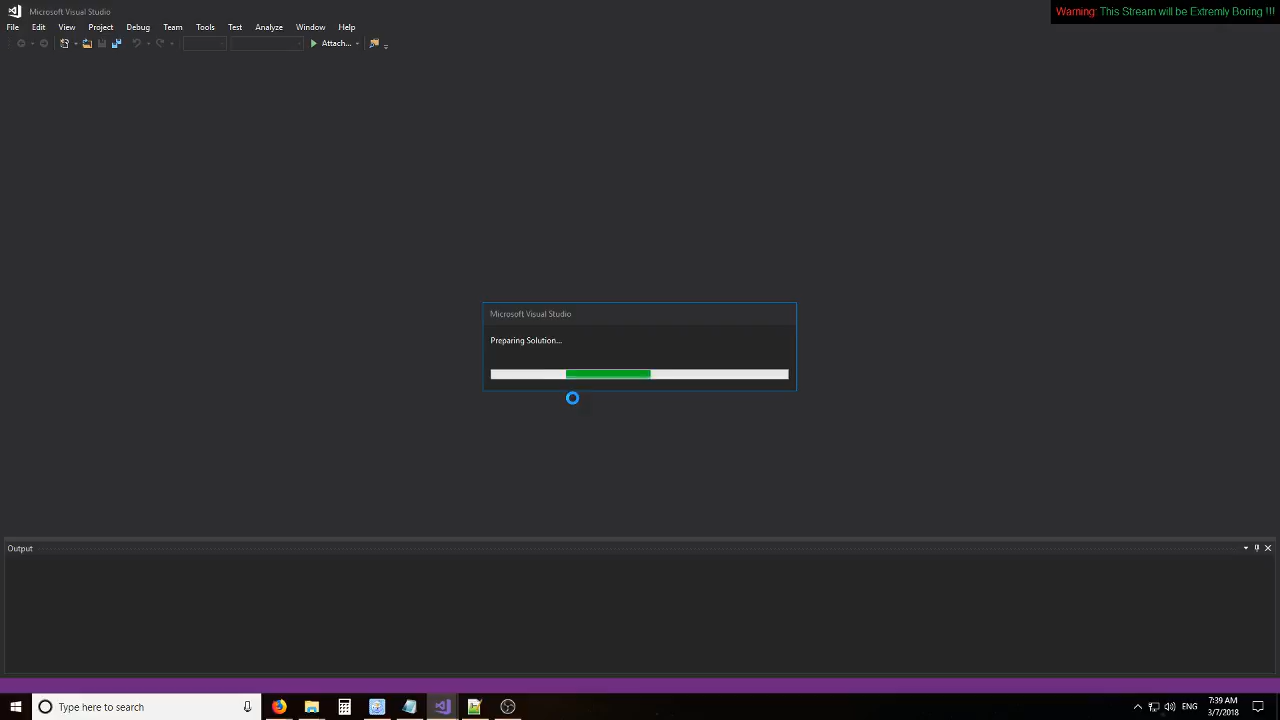 Microsoft Visual Studio
Warning: This Stream will be Extremly Boring !!!
File Edit View Project Debug Team Tools Test Analyze Window Help
Attach...
Microsoft Visual Studio
Preparing Solution...
Output
Type here to search
ENG
7:39 AM
3/7/2018